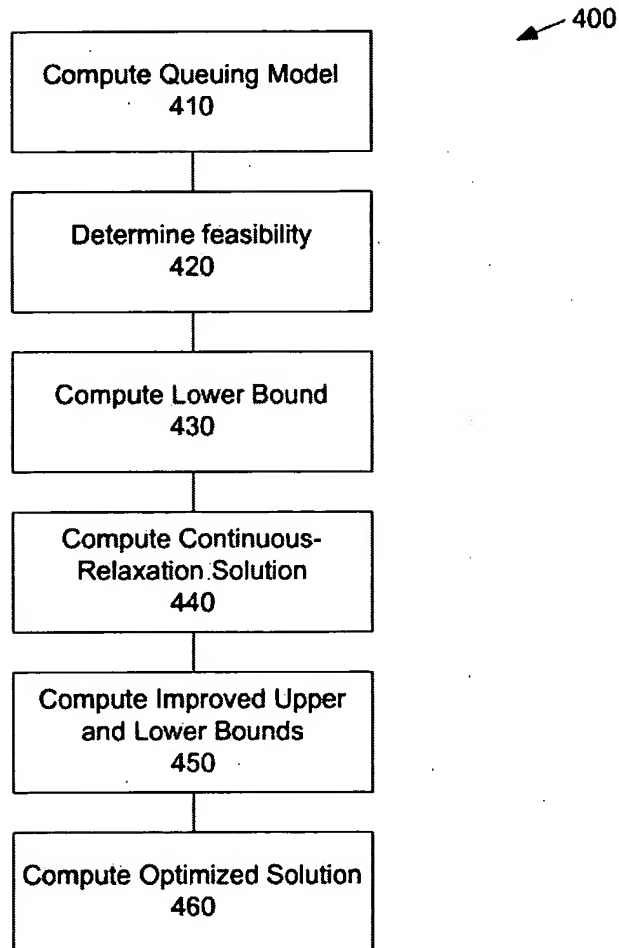 400
Compute Queuing Model
410
Determine feasibility
420
Compute Lower Bound
430
Compute Continuous-
Relaxation Solution
440
Compute Improved Upper
and Lower Bounds
450
Compute Optimized Solution
460